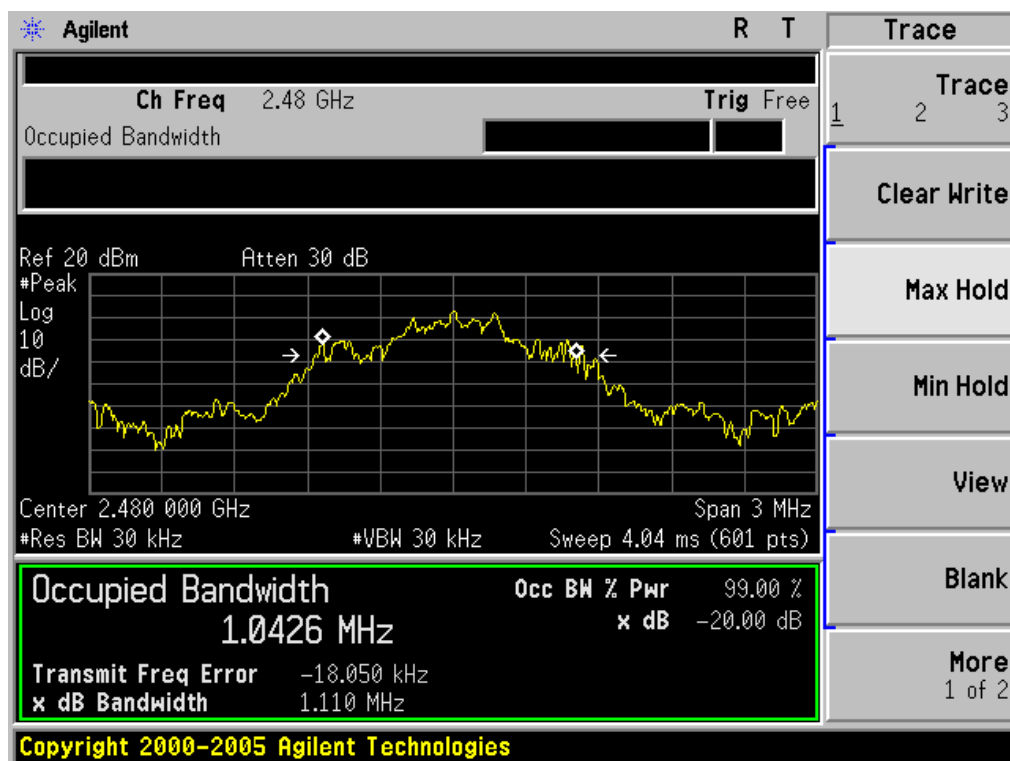 Agilent R T Trace
Ch Freq 2.48 GHz Trig Free
Occupied Bandwidth
Trace
1 2 3
Clear Write
Max Hold
Min Hold
View
Blank
More
1 of 2
Ref 20 dBm Atten 30 dB
#Peak
Log
10
dB/
Center 2.480 000 GHz Span 3 MHz
#Res BW 30 kHz #VBW 30 kHz Sweep 4.04 ms (601 pts)
Occupied Bandwidth Occ BW % Pwr 99.00 %
1.0426 MHz x dB -20.00 dB
Transmit Freq Error -18.050 kHz
x dB Bandwidth 1.110 MHz
Copyright 2000-2005 Agilent Technologies